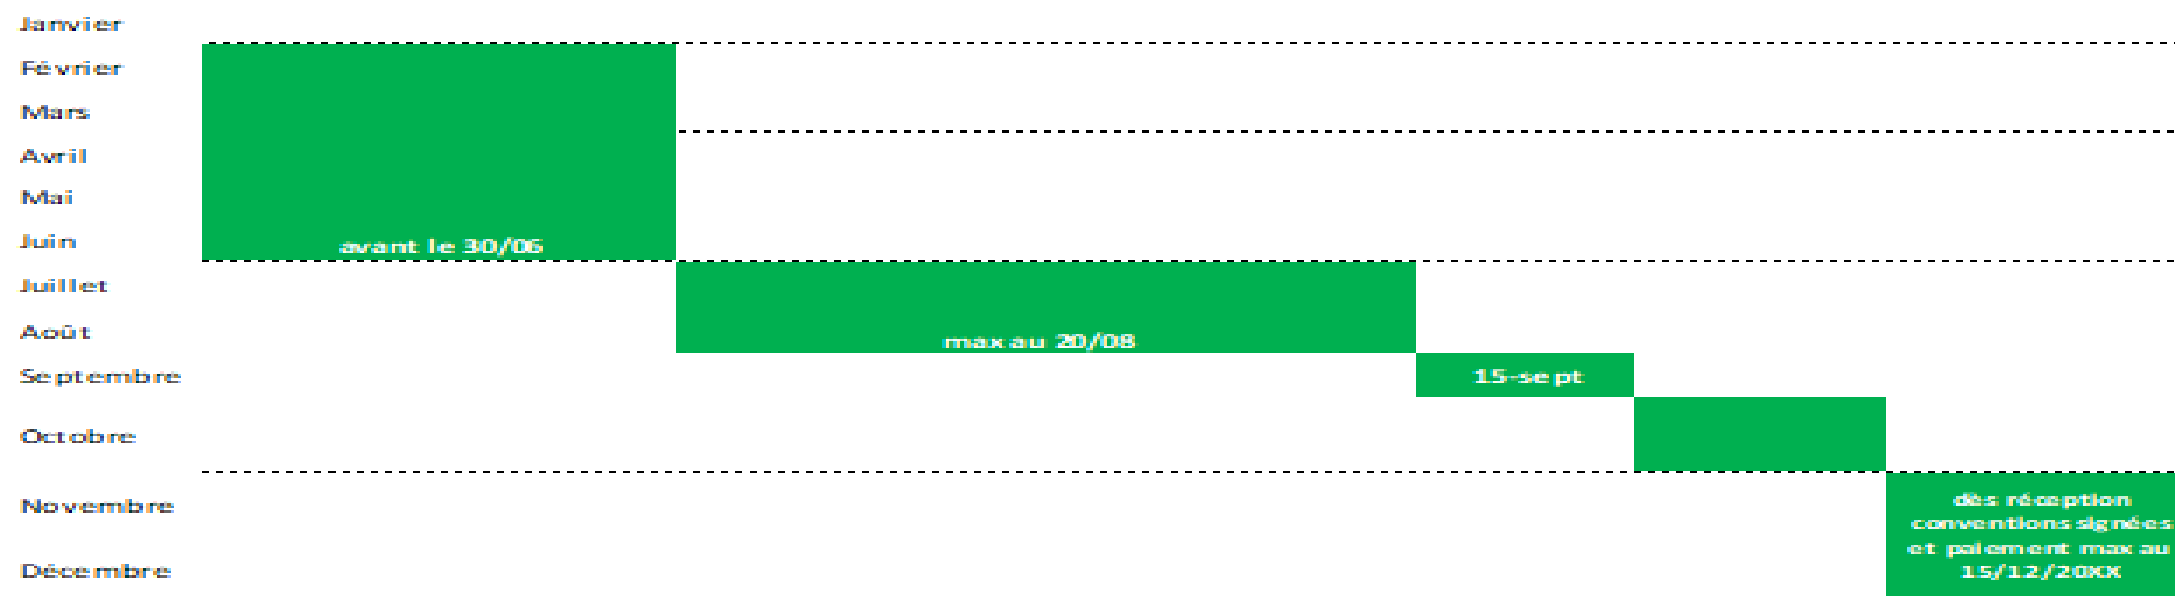 Janvier
Février
Mars
Avril
Mai
Juin
avant le 30/06
Juillet
Août
max au 20/08
Septembre
15-sept
Octobre
Novembre
dès réception
conventions signées
et paiement max au
15/12/20XX
Décembre